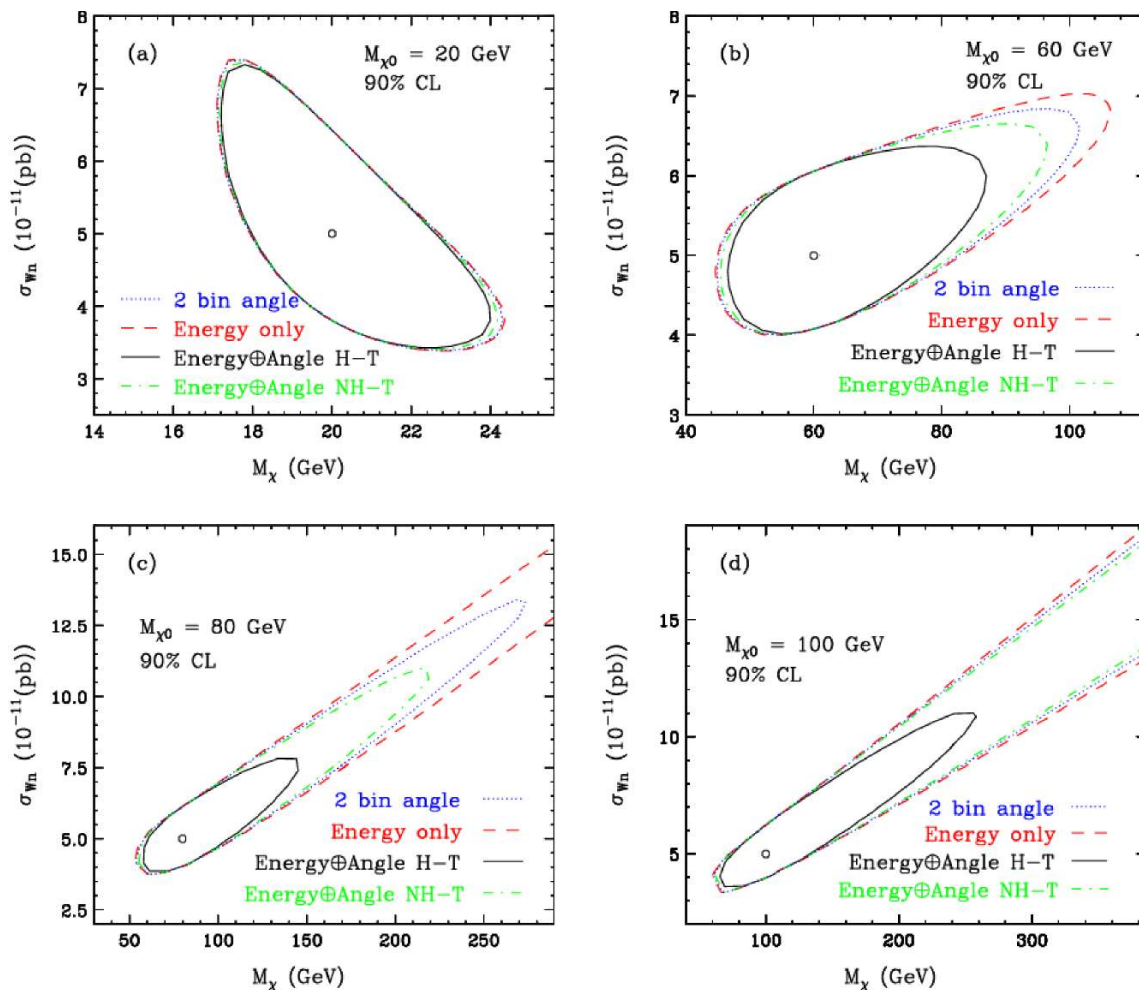 (a)
M_χ0 = 20 GeV
90% CL
8
7
6
5
4
3
σ_Wn (10⁻¹¹(pb))
2 bin angle
Energy only
Energy⊕Angle H−T
Energy⊕Angle NH−T
14 16 18 20 22 24
M_χ (GeV)
(b)
M_χ0 = 60 GeV
90% CL
8
7
6
5
4
3
σ_Wn (10⁻¹¹(pb))
2 bin angle
Energy only
Energy⊕Angle H−T
Energy⊕Angle NH−T
40 60 80 100
M_χ (GeV)
(c)
M_χ0 = 80 GeV
90% CL
15.0
12.5
10.0
7.5
5.0
2.5
σ_Wn (10⁻¹¹(pb))
2 bin angle
Energy only
Energy⊕Angle H−T
Energy⊕Angle NH−T
50 100 150 200 250
M_χ (GeV)
(d)
M_χ0 = 100 GeV
90% CL
15
10
5
σ_Wn (10⁻¹¹(pb))
2 bin angle
Energy only
Energy⊕Angle H−T
Energy⊕Angle NH−T
100 200 300
M_χ (GeV)